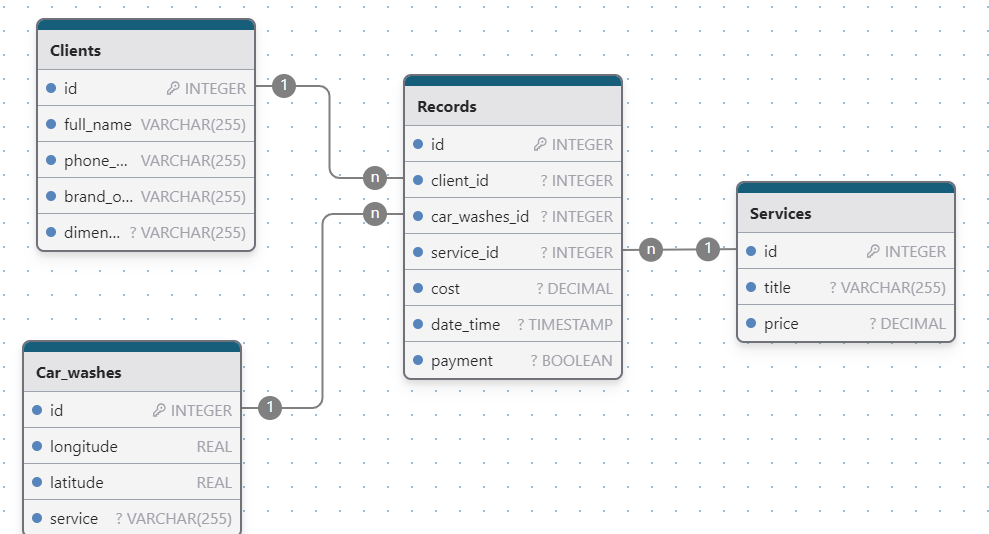 Clients
id INTEGER
full_name VARCHAR(255)
phone_... VARCHAR(255)
brand_o... VARCHAR(255)
dimen... ? VARCHAR(255)
1
n
n
1
Records
id INTEGER
client_id ? INTEGER
car_washes_id ? INTEGER
service_id ? INTEGER
cost ? DECIMAL
date_time ? TIMESTAMP
payment ? BOOLEAN
n
1
Services
id INTEGER
title ? VARCHAR(255)
price ? DECIMAL
Car_washes
id INTEGER
longitude REAL
latitude REAL
service ? VARCHAR(255)